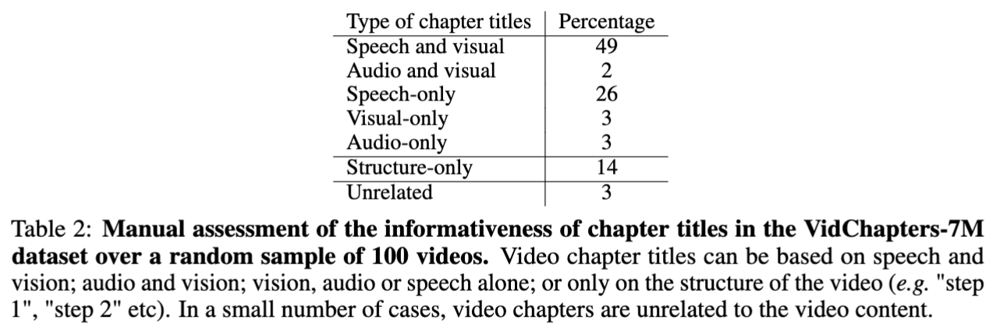 Type of chapter titles Percentage
Speech and visual 49
Audio and visual 2
Speech-only 26
Visual-only 3
Audio-only 3
Structure-only 14
Unrelated 3
Table 2: Manual assessment of the informativeness of chapter titles in the VidChapters-7M
dataset over a random sample of 100 videos. Video chapter titles can be based on speech and
vision; audio and vision; vision, audio or speech alone; or only on the structure of the video (e.g. "step
1", "step 2" etc). In a small number of cases, video chapters are unrelated to the video content.